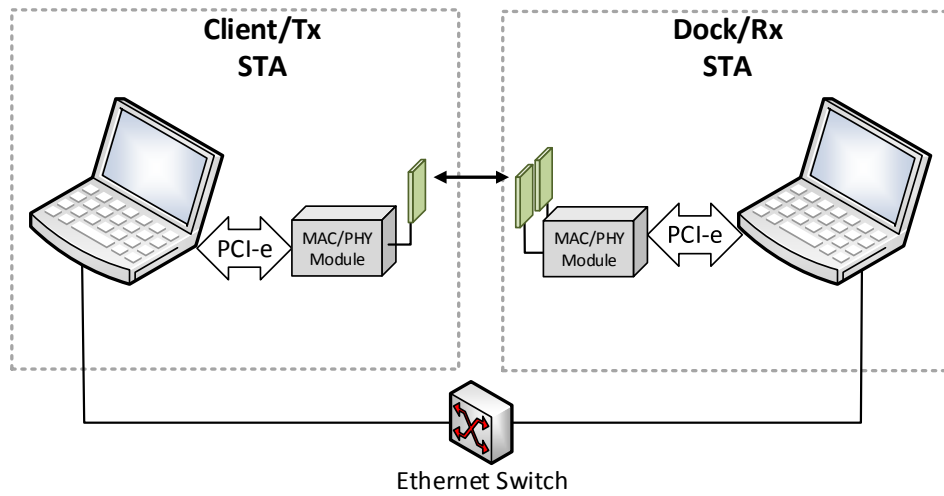 Client/Tx
STA
Dock/Rx
STA
PCI-e
MAC/PHY
Module
MAC/PHY
Module
PCI-e
Ethernet Switch